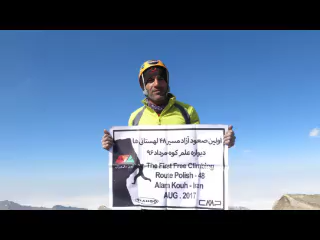 اولین صعود آزاد مسیر ۴۸ لهستانی ها
دیواره علم کوه مرداد ۹۶
The First Free Climbing
Route Polish - 48
Alam Kouh - Iran
AUG , 2017